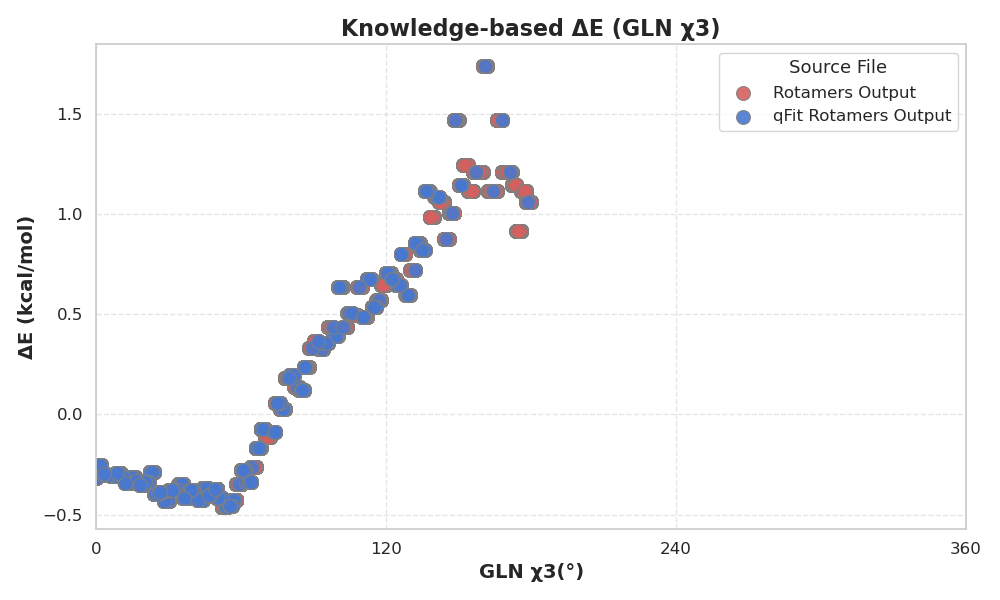 Knowledge-based ΔE (GLN χ3)
Source File
Rotamers Output
qFit Rotamers Output
ΔE (kcal/mol)
1.5
1.0
0.5
0.0
−0.5
0 120 240 360
GLN χ3(°)